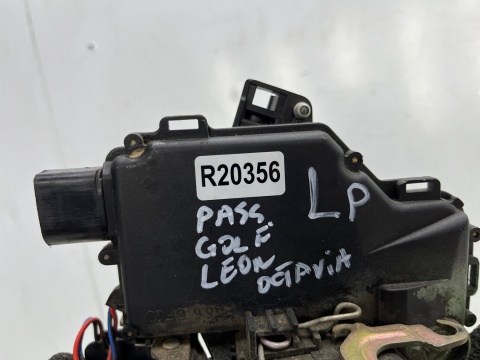 R20356
PASS. LP
GOLF
LEON
OCTAVIA